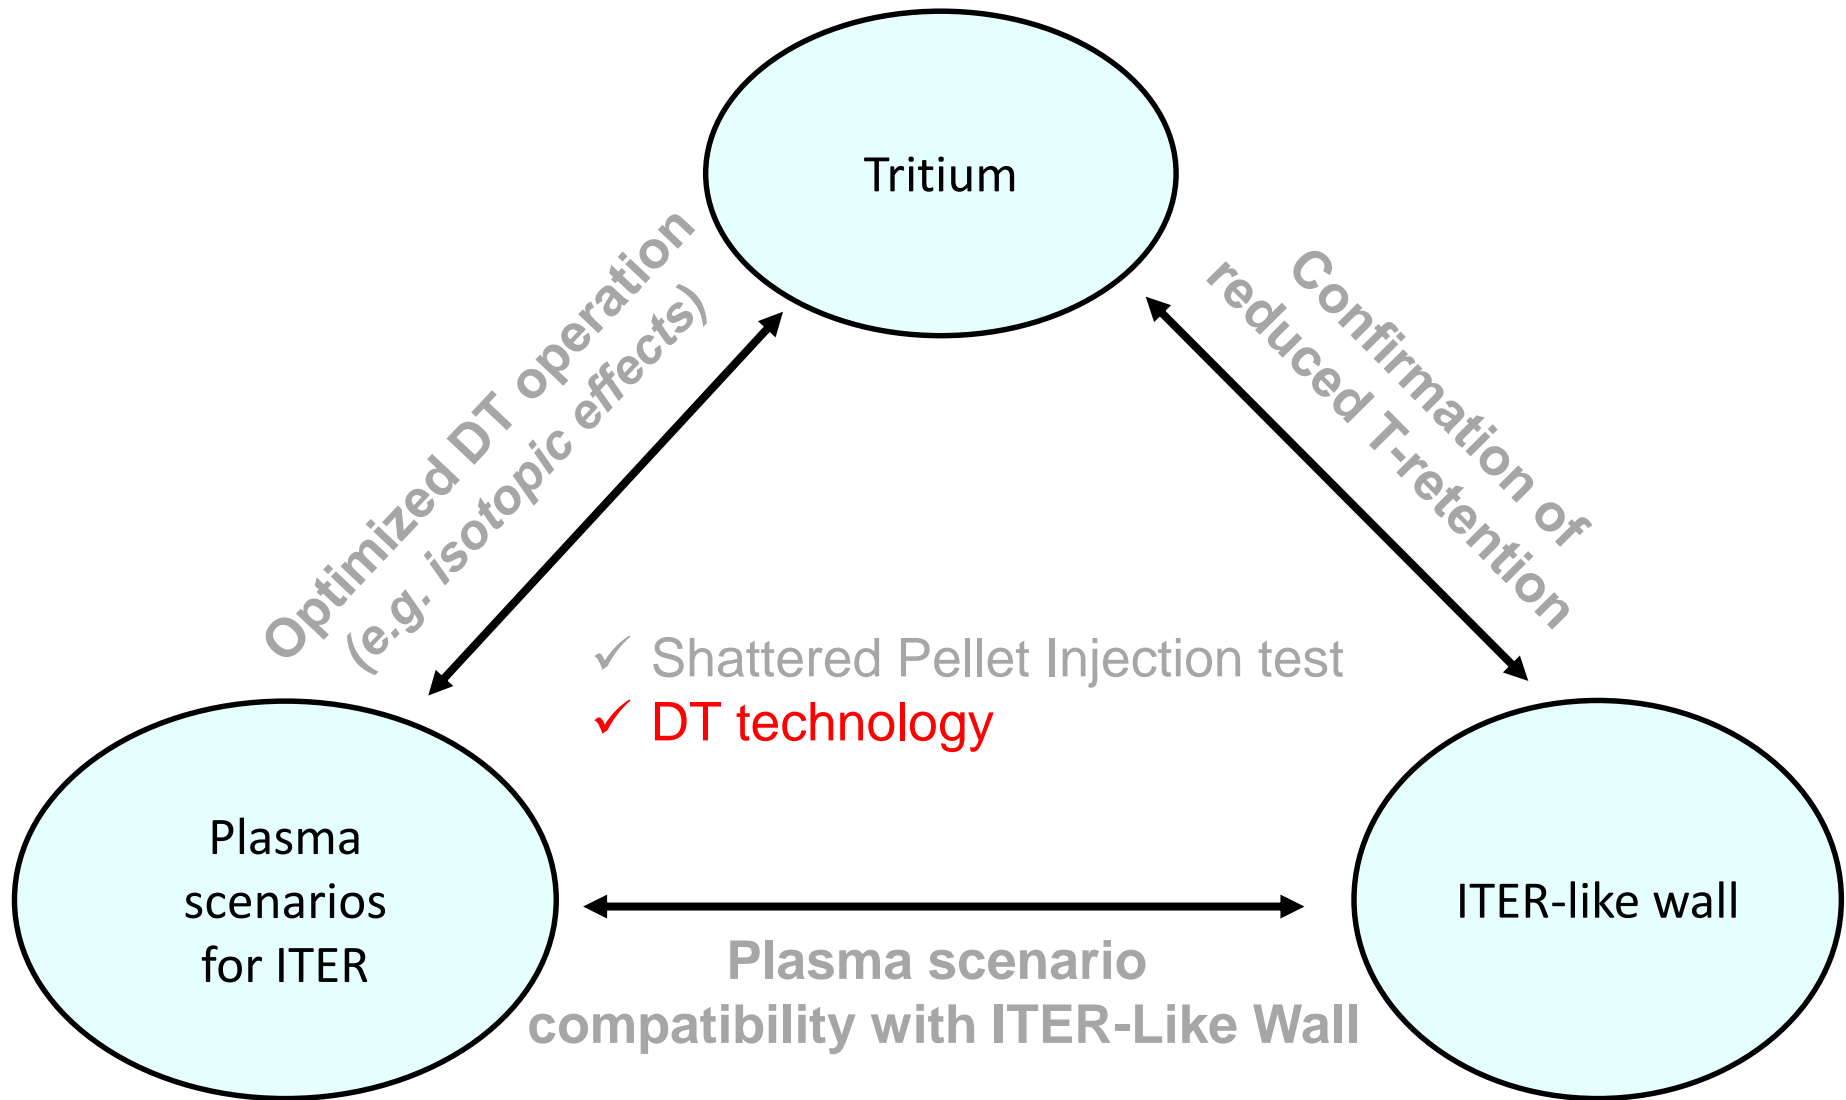 Tritium
Optimized DT operation
(e.g. isotopic effects)
Confirmation of
reduced T-retention
✓ Shattered Pellet Injection test
✓ DT technology
Plasma
scenarios
for ITER
ITER-like wall
Plasma scenario
compatibility with ITER-Like Wall